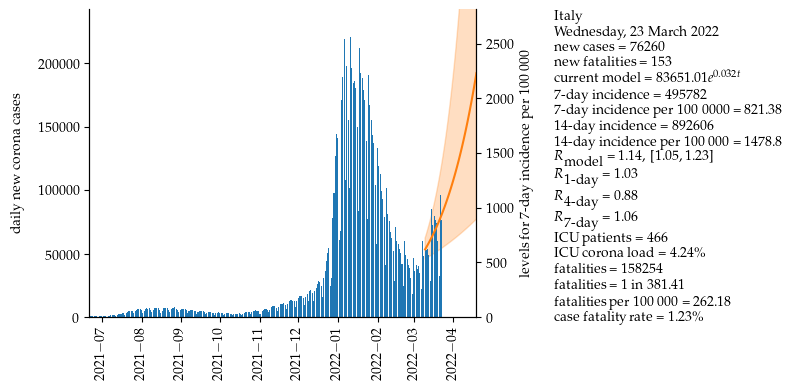 daily new corona cases
200000
150000
100000
50000
0
2021−07
2021−08
2021−09
2021−10
2021−11
2021−12
2022−01
2022−02
2022−03
2022−04
2500
2000
1500
1000
500
0
levels for 7-day incidence per 100 000
Italy
Wednesday, 23 March 2022
new cases = 76260
new fatalities = 153
current model = 83651.01e^0.032t
7-day incidence = 495782
7-day incidence per 100 0000 = 821.38
14-day incidence = 892606
14-day incidence per 100 000 = 1478.8
R_model = 1.14, [1.05, 1.23]
R_1-day = 1.03
R_4-day = 0.88
R_7-day = 1.06
ICU patients = 466
ICU corona load = 4.24%
fatalities = 158254
fatalities = 1 in 381.41
fatalities per 100 000 = 262.18
case fatality rate = 1.23%